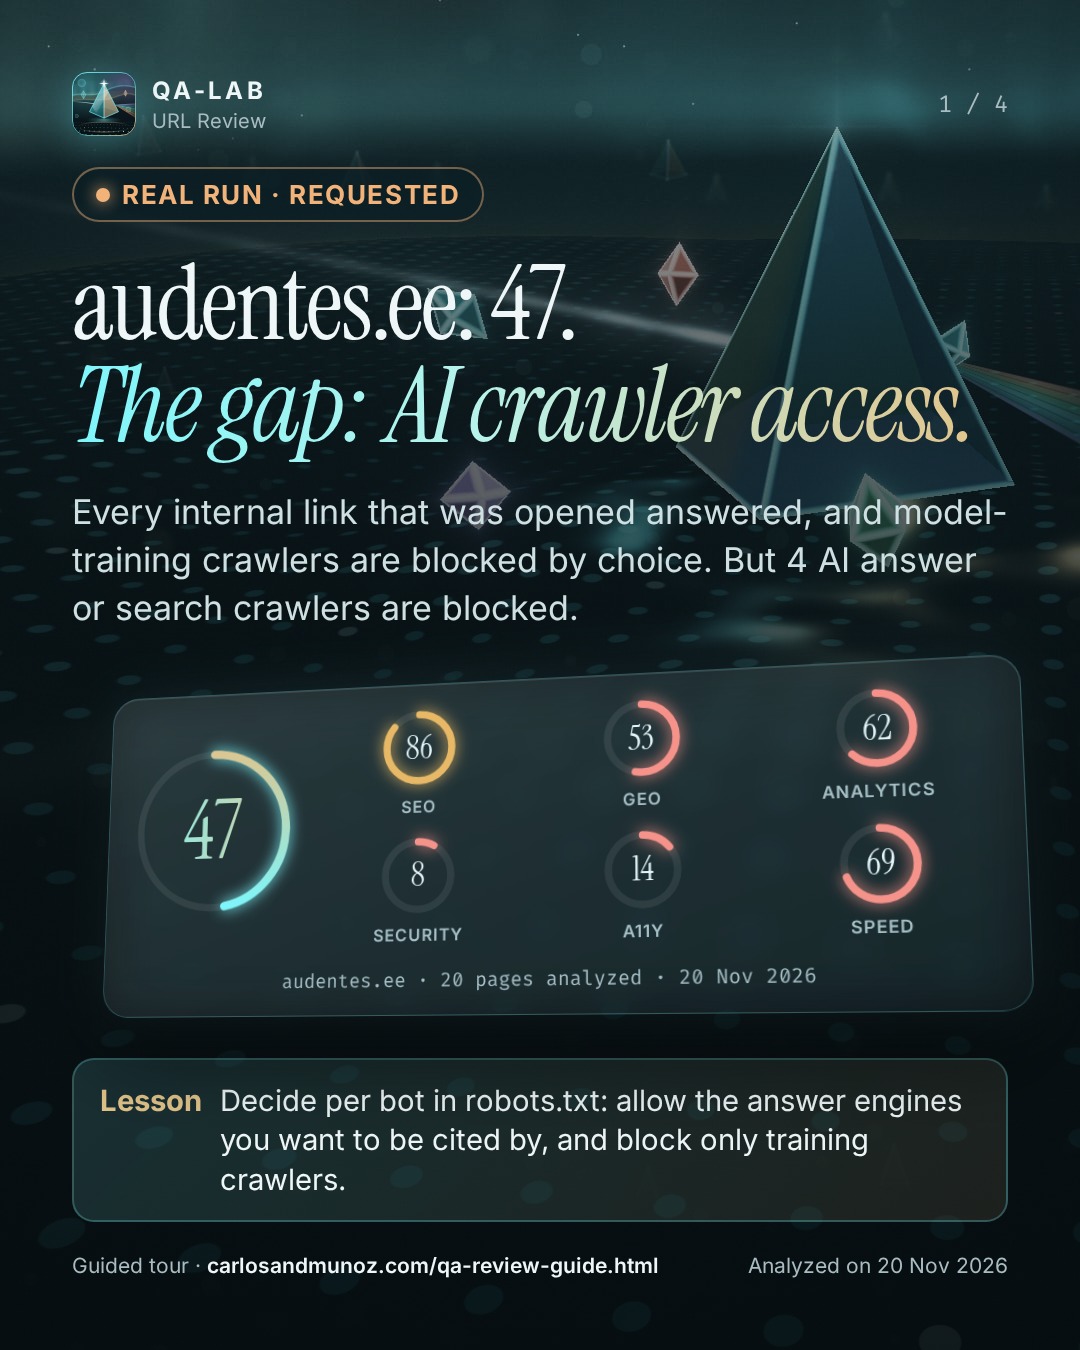 QA-LAB
URL Review
1 / 4
REAL RUN · REQUESTED
audentes.ee: 47.
The gap: AI crawler access.
Every internal link that was opened answered, and model-
training crawlers are blocked by choice. But 4 AI answer
or search crawlers are blocked.
47
86
SEO
53
GEO
62
ANALYTICS
8
SECURITY
14
A11Y
69
SPEED
audentes.ee · 20 pages analyzed · 20 Nov 2026
Lesson Decide per bot in robots.txt: allow the answer engines
you want to be cited by, and block only training
crawlers.
Guided tour · carlosandmunoz.com/qa-review-guide.html
Analyzed on 20 Nov 2026